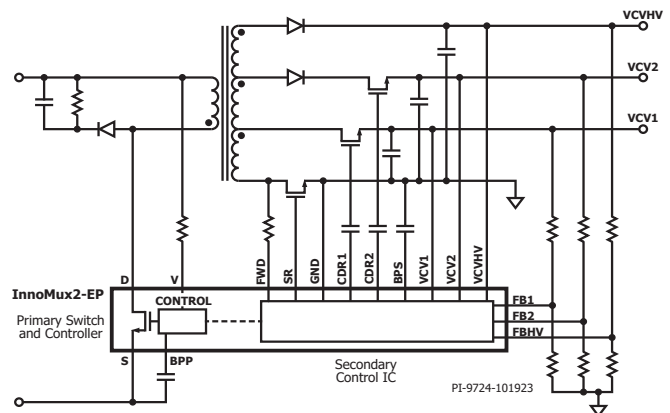 VCVHV
VCV2
VCV1
D
V
FWD
SR
GND
CDR1
CDR2
BPS
VCV1
VCV2
VCVHV
InnoMux2-EP
CONTROL
FB1
FB2
FBHV
Primary Switch
and Controller
S
BPP
Secondary
Control IC
PI-9724-101923